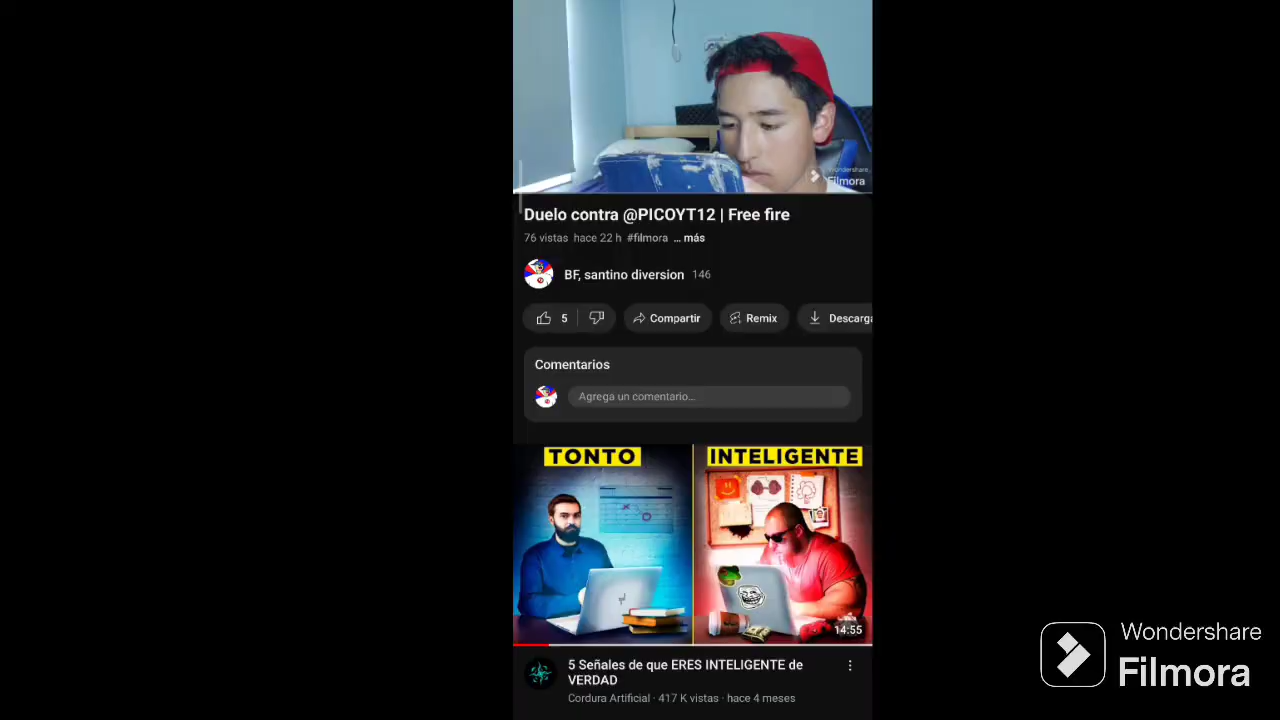 Wondershare
Filmora
Duelo contra @PICOYT12 | Free fire
76 vistas hace 22 h #filmora ... más
BF, santino diversion 146
5 Compartir Remix Descarga
Comentarios
Agrega un comentario...
TONTO INTELIGENTE
14:55
5 Señales de que ERES INTELIGENTE de
VERDAD
Cordura Artificial · 417 K vistas · hace 4 meses
Wondershare
Filmora